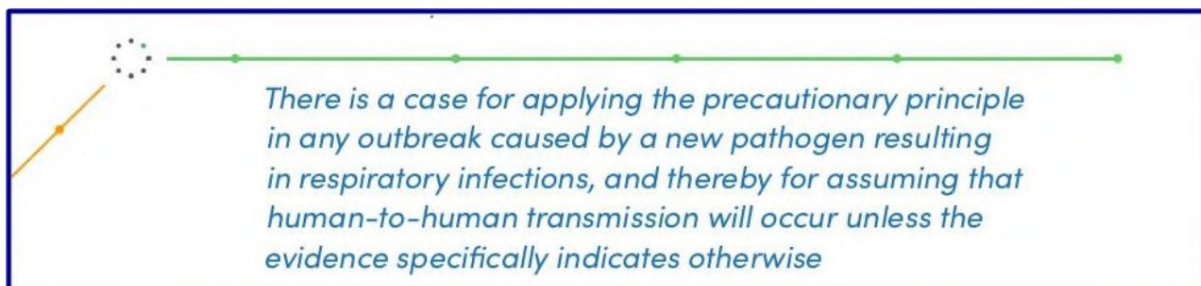 There is a case for applying the precautionary principle
in any outbreak caused by a new pathogen resulting
in respiratory infections, and thereby for assuming that
human-to-human transmission will occur unless the
evidence specifically indicates otherwise